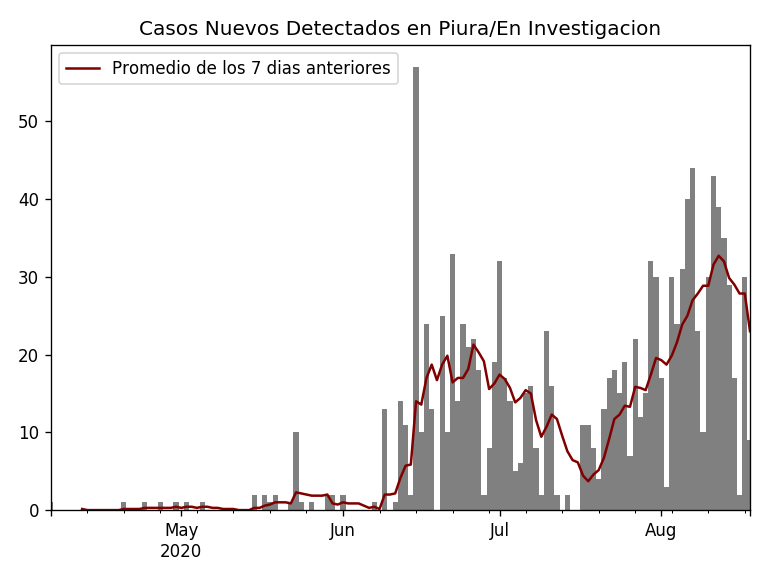 Casos Nuevos Detectados en Piura/En Investigacion
Promedio de los 7 dias anteriores
50
40
30
20
10
0
May
2020
Jun
Jul
Aug